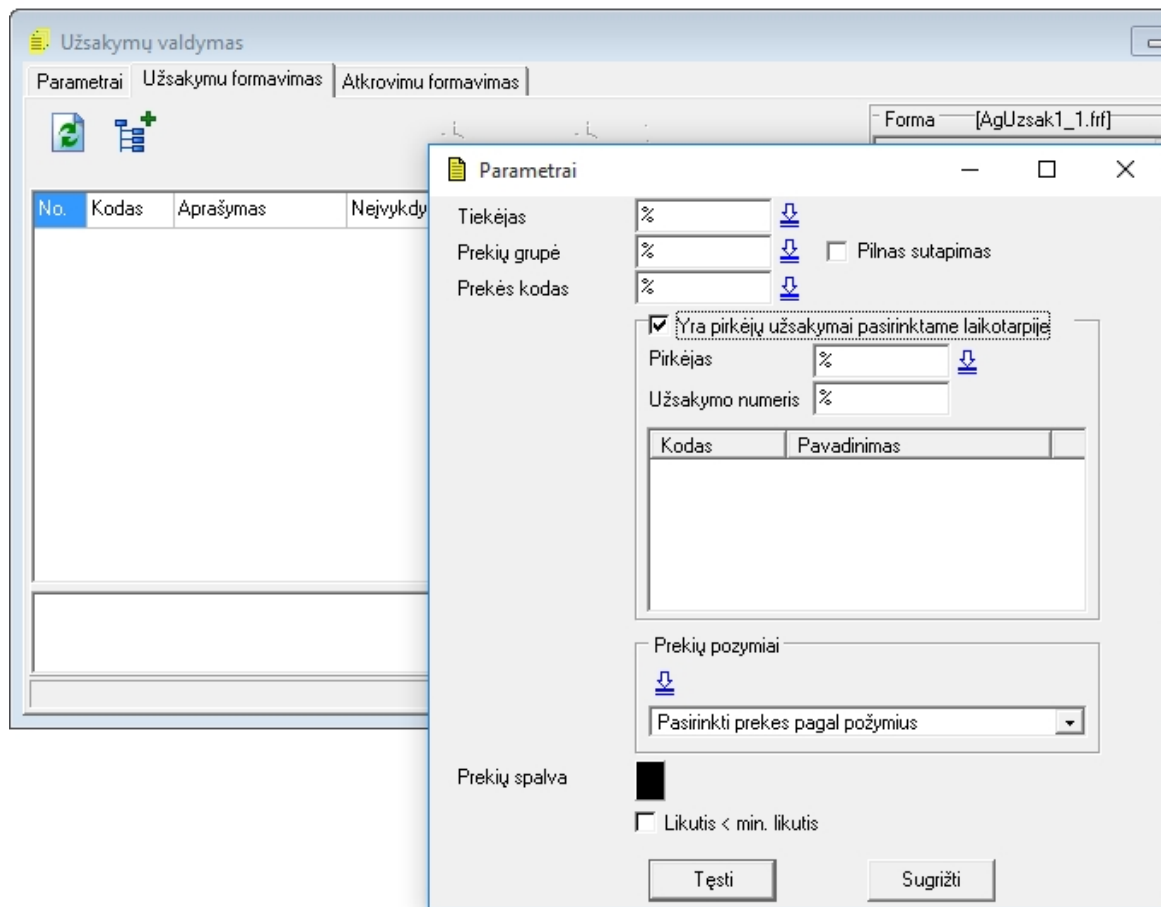 Užsakymų valdymas
Parametrai Užsakymu formavimas Atkrovimu formavimas
Forma [AgUzsak1_1.frf]
No. Kodas Aprašymas Neįvykdy
Parametrai
Tiekėjas %
Prekių grupė % Pilnas sutapimas
Prekės kodas %
Yra pirkėjų užsakymai pasirinktame laikotarpije
Pirkėjas %
Užsakymo numeris %
Kodas Pavadinimas
Prekių pozymiai
Pasirinkti prekes pagal požymius
Prekių spalva
Likutis < min. likutis
Tęsti Sugrižti